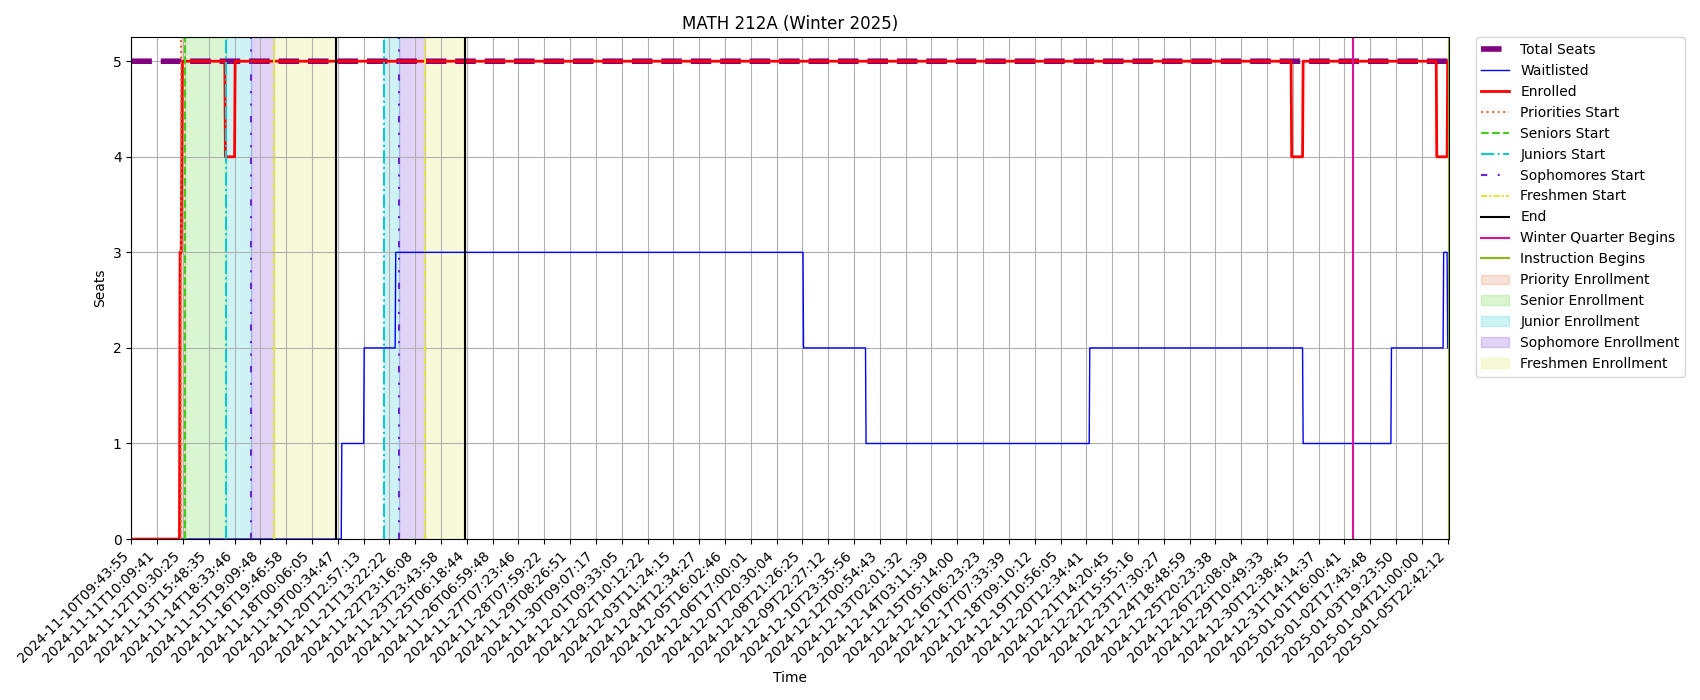 MATH 212A (Winter 2025)
Seats
5
4
3
2
1
0
2024-11-10T09:43:55
2024-11-11T10:09:41
2024-11-12T10:30:25
2024-11-13T15:48:35
2024-11-14T18:33:46
2024-11-15T19:09:48
2024-11-16T19:46:58
2024-11-18T00:06:05
2024-11-19T00:34:47
2024-11-20T12:57:13
2024-11-21T23:22:22
2024-11-22T23:16:09
2024-11-23T23:43:58
2024-11-25T06:18:44
2024-11-26T06:59:48
2024-11-27T07:23:46
2024-11-28T07:59:22
2024-11-29T08:26:51
2024-11-30T09:07:17
2024-12-01T09:33:05
2024-12-02T10:12:22
2024-12-03T11:24:15
2024-12-04T12:34:27
2024-12-05T16:02:46
2024-12-06T17:00:01
2024-12-07T20:30:04
2024-12-08T21:26:25
2024-12-09T22:27:12
2024-12-10T23:35:56
2024-12-12T00:54:43
2024-12-13T02:01:32
2024-12-14T03:11:39
2024-12-15T05:14:00
2024-12-16T06:23:23
2024-12-17T07:33:39
2024-12-18T09:10:12
2024-12-19T10:56:05
2024-12-20T12:34:41
2024-12-21T14:20:45
2024-12-22T15:55:16
2024-12-23T17:30:27
2024-12-24T18:48:59
2024-12-25T20:23:38
2024-12-26T22:08:04
2024-12-29T10:49:33
2024-12-30T12:38:45
2024-12-31T14:14:37
2025-01-01T16:00:41
2025-01-02T17:43:48
2025-01-03T19:23:50
2025-01-04T21:00:00
2025-01-05T22:42:12
Time
Total Seats
Waitlisted
Enrolled
Priorities Start
Seniors Start
Juniors Start
Sophomores Start
Freshmen Start
End
Winter Quarter Begins
Instruction Begins
Priority Enrollment
Senior Enrollment
Junior Enrollment
Sophomore Enrollment
Freshmen Enrollment